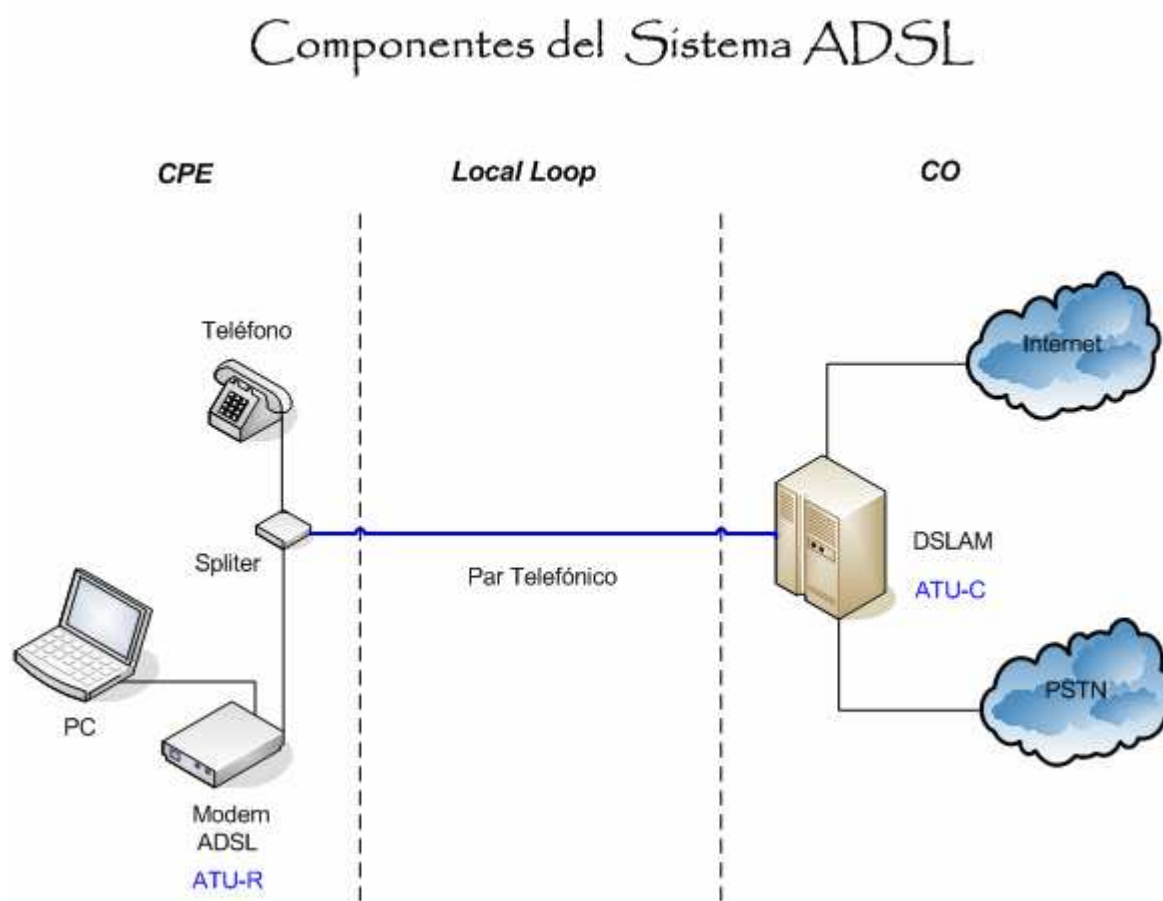 Componentes del Sistema ADSL
CPE
Local Loop
CO
Teléfono
Internet
Spliter
Par Telefónico
DSLAM
ATU-C
PC
PSTN
Modem
ADSL
ATU-R